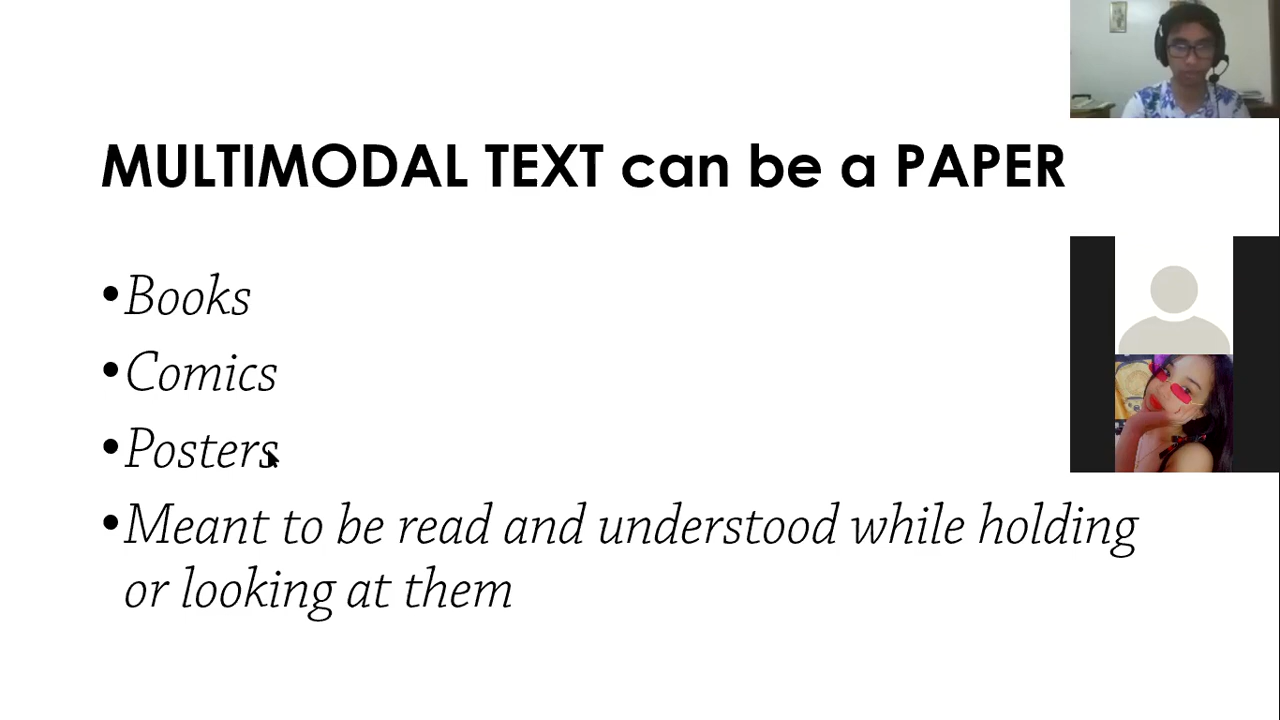 MULTIMODAL TEXT can be a PAPER
•Books
•Comics
•Posters
•Meant to be read and understood while holding
or looking at them